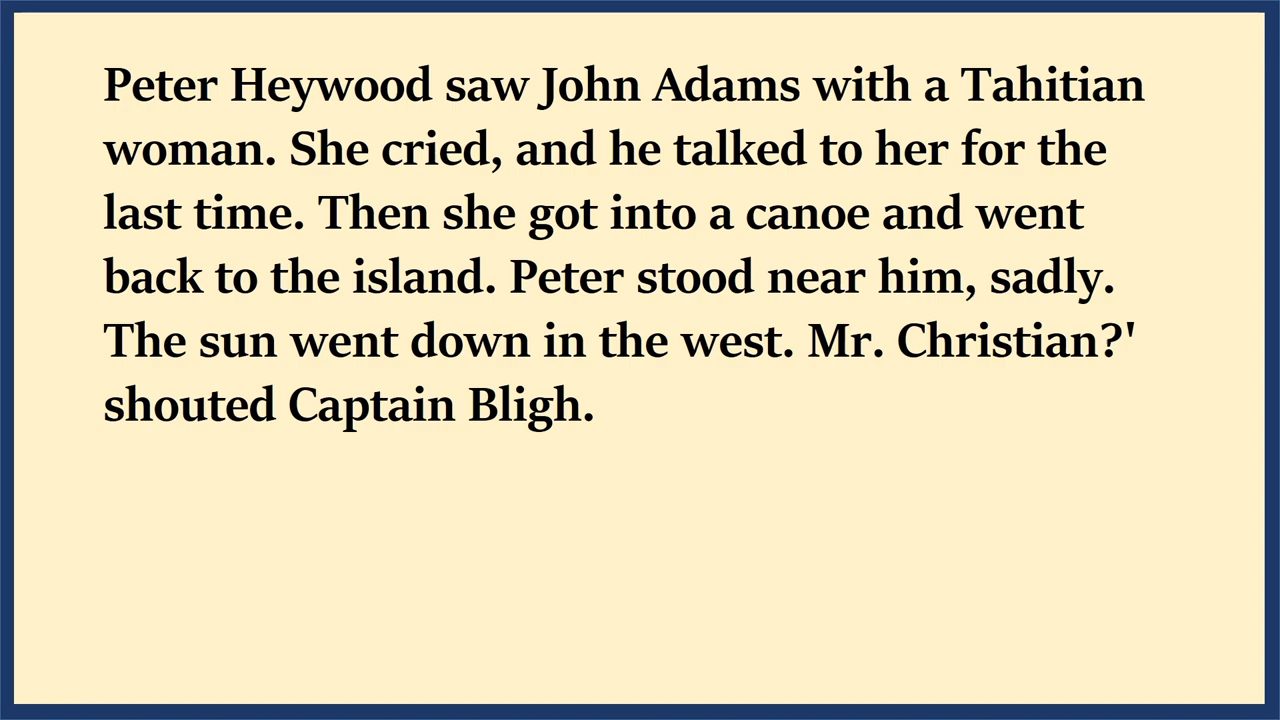 Peter Heywood saw John Adams with a Tahitian
woman. She cried, and he talked to her for the
last time. Then she got into a canoe and went
back to the island. Peter stood near him, sadly.
The sun went down in the west. Mr. Christian?'
shouted Captain Bligh.